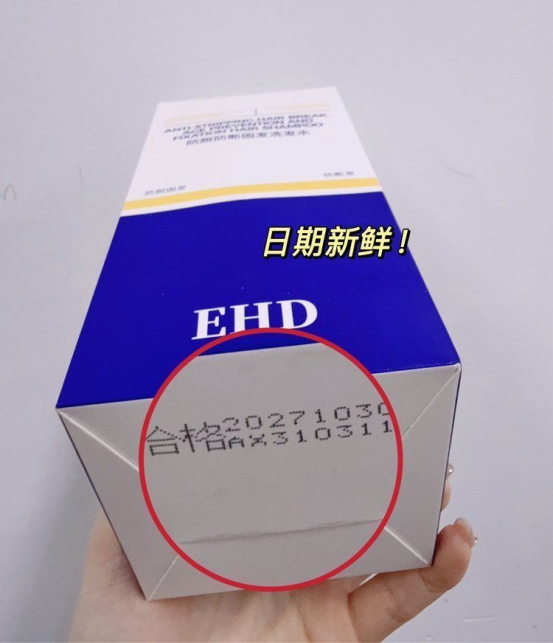 ANTI-STRIPPING HAIR BREAK-
AGE PREVENTION AND
FIXATION HAIR SHAMPOO
防脱防断固发洗发水
防脱固发
防断发
日期新鲜!
EHD
合格20271030
AX310311